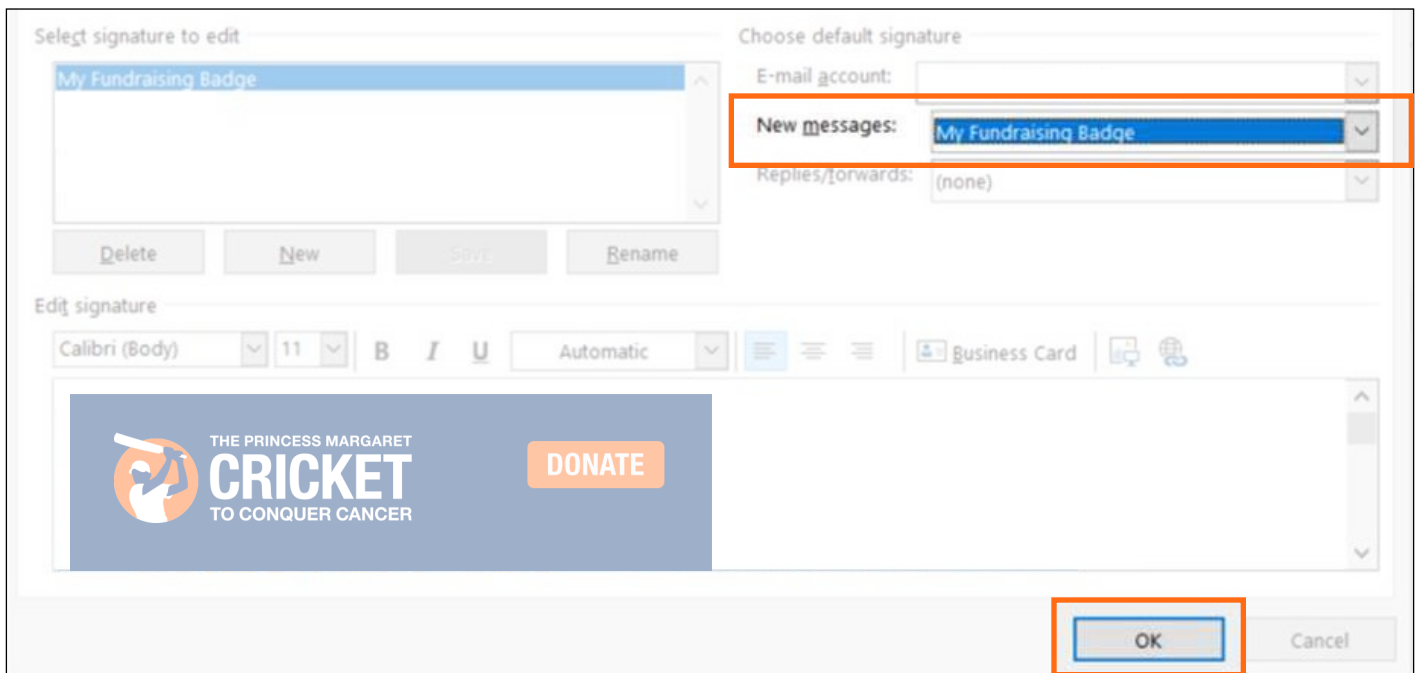 Select signature to edit
My Fundraising Badge
Delete New Save Rename
Choose default signature
E-mail account:
New messages: My Fundraising Badge
Replies/forwards: (none)
Edit signature
Calibri (Body) 11 B I U Automatic Business Card
THE PRINCESS MARGARET
CRICKET
TO CONQUER CANCER
DONATE
OK Cancel